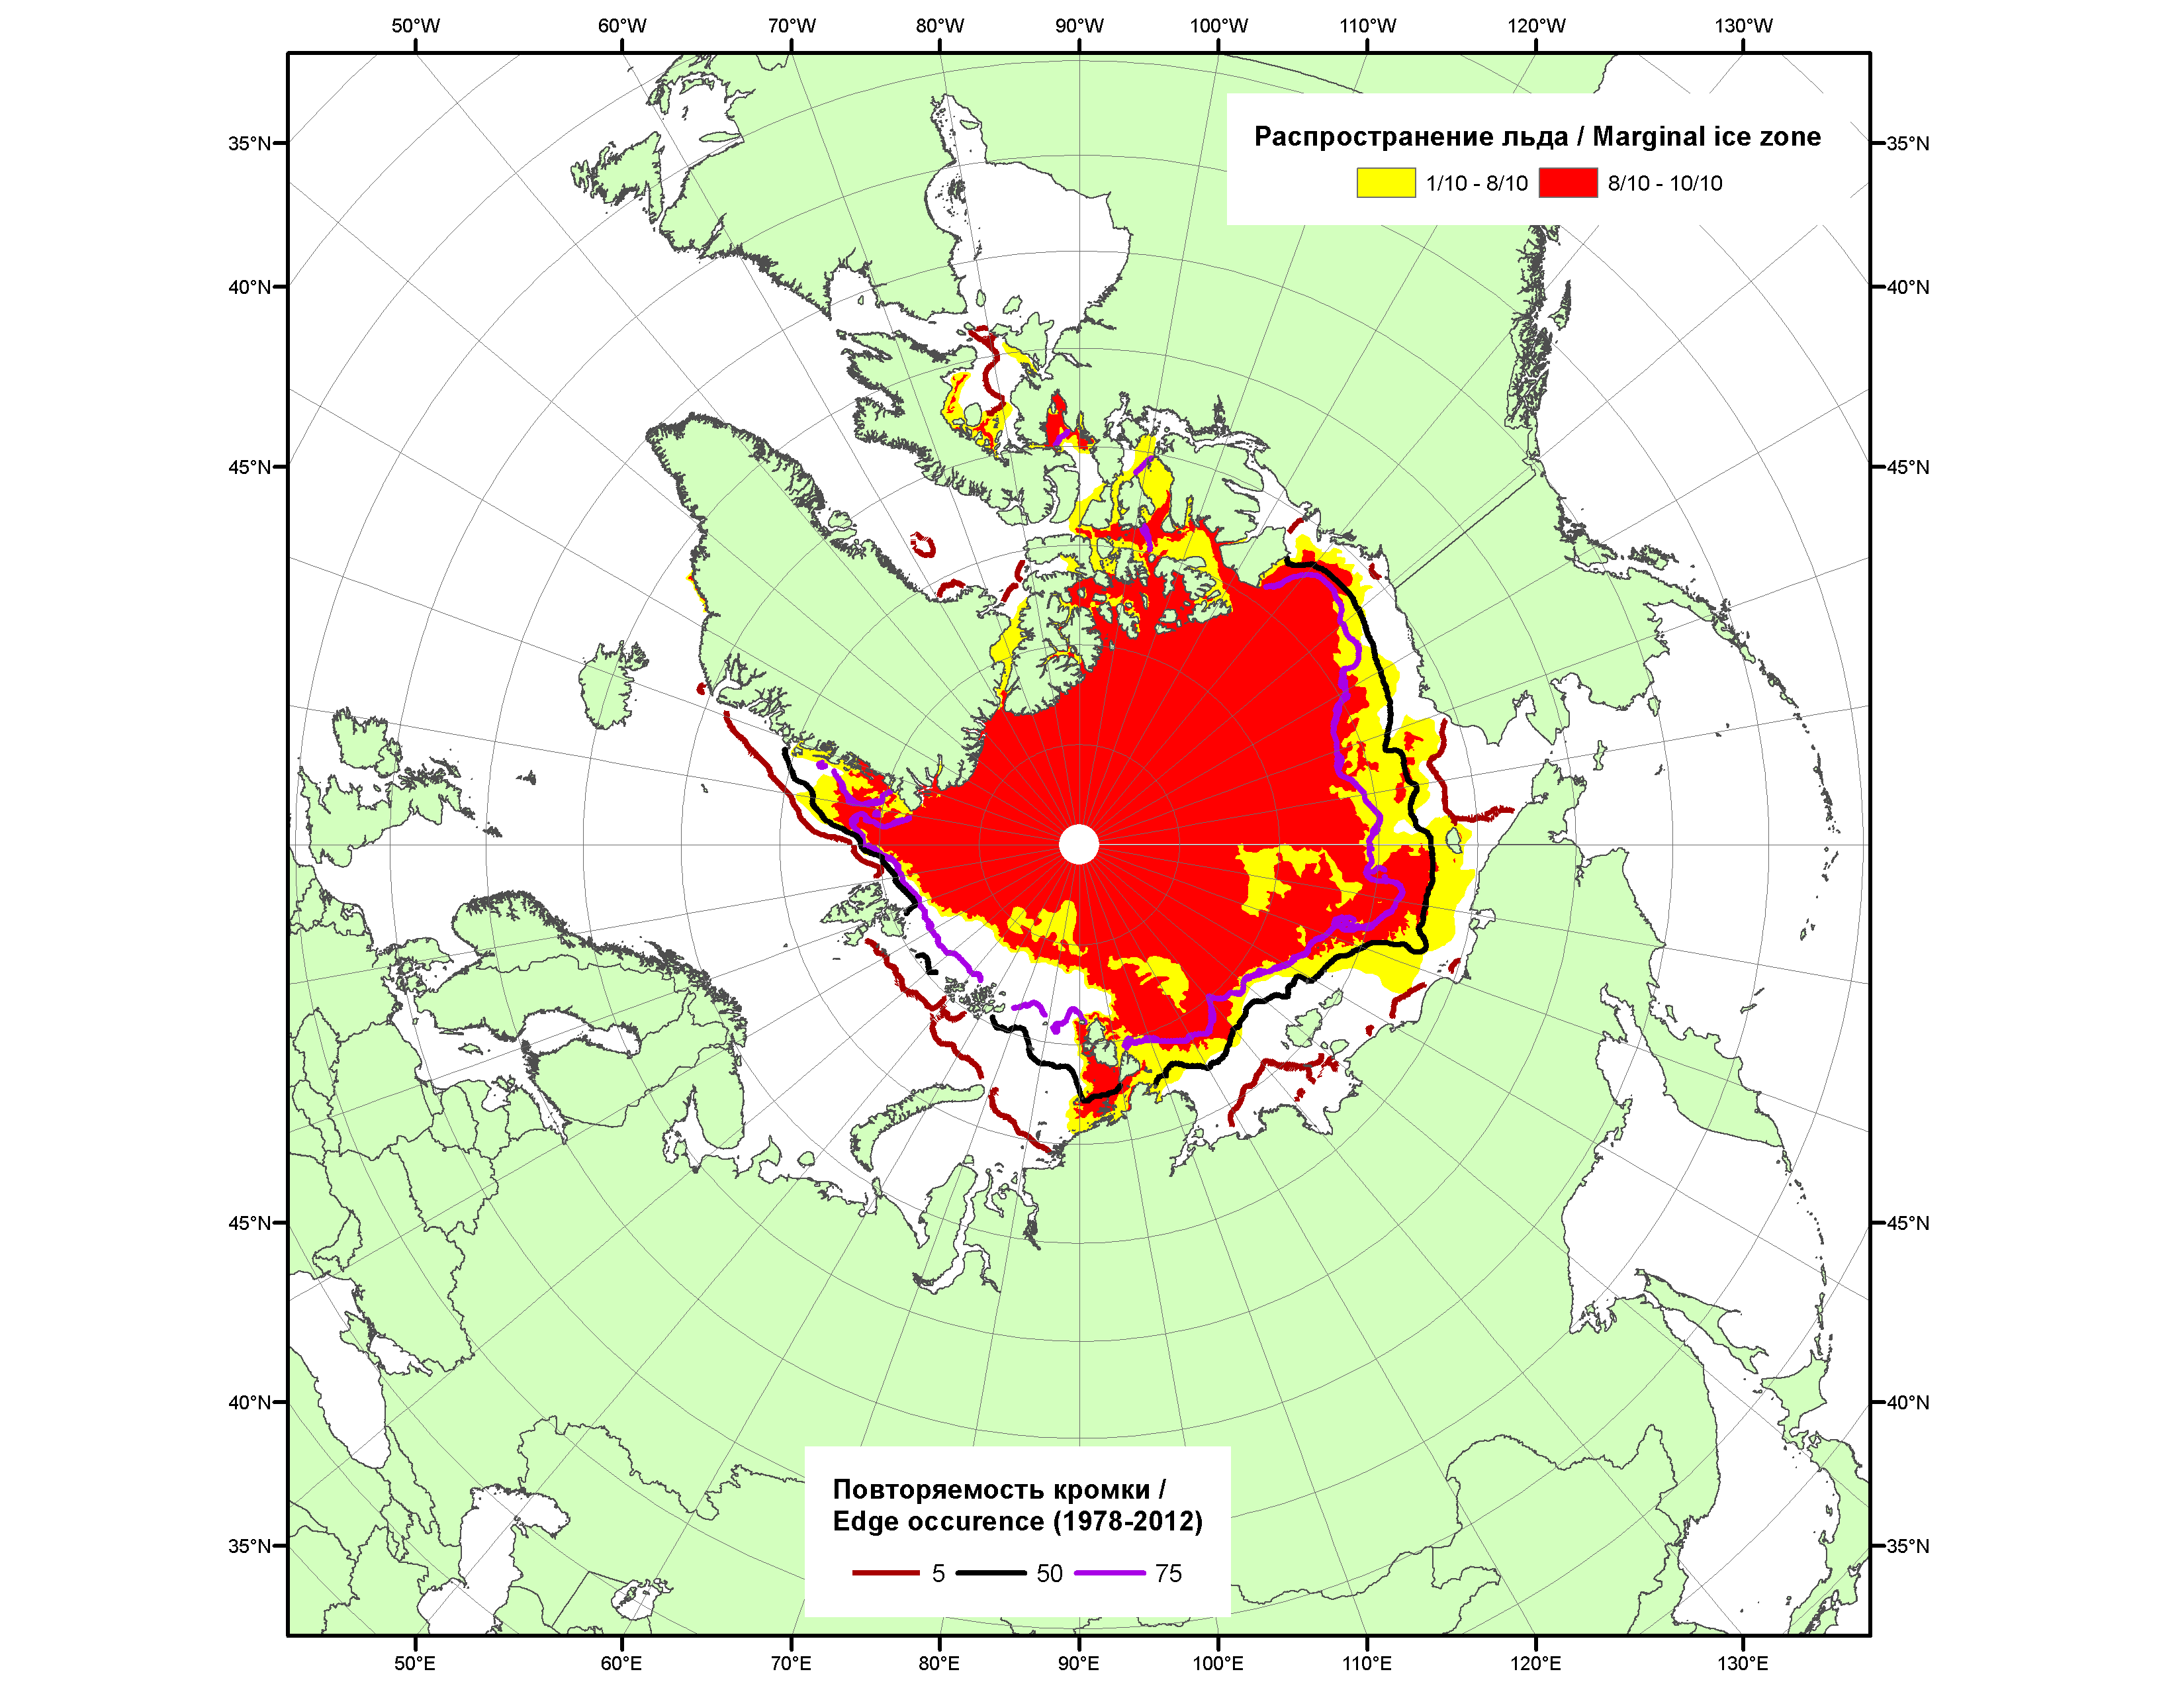 50°W 60°W 70°W 80°W 90°W 100°W 110°W 120°W 130°W
Распространение льда / Marginal ice zone
1/10 - 8/10 8/10 - 10/10
35°N 35°N
40°N 40°N
45°N 45°N
45°N 45°N
40°N 40°N
35°N 35°N
Повторяемость кромки /
Edge occurence (1978-2012)
5 50 75
50°E 60°E 70°E 80°E 90°E 100°E 110°E 120°E 130°E